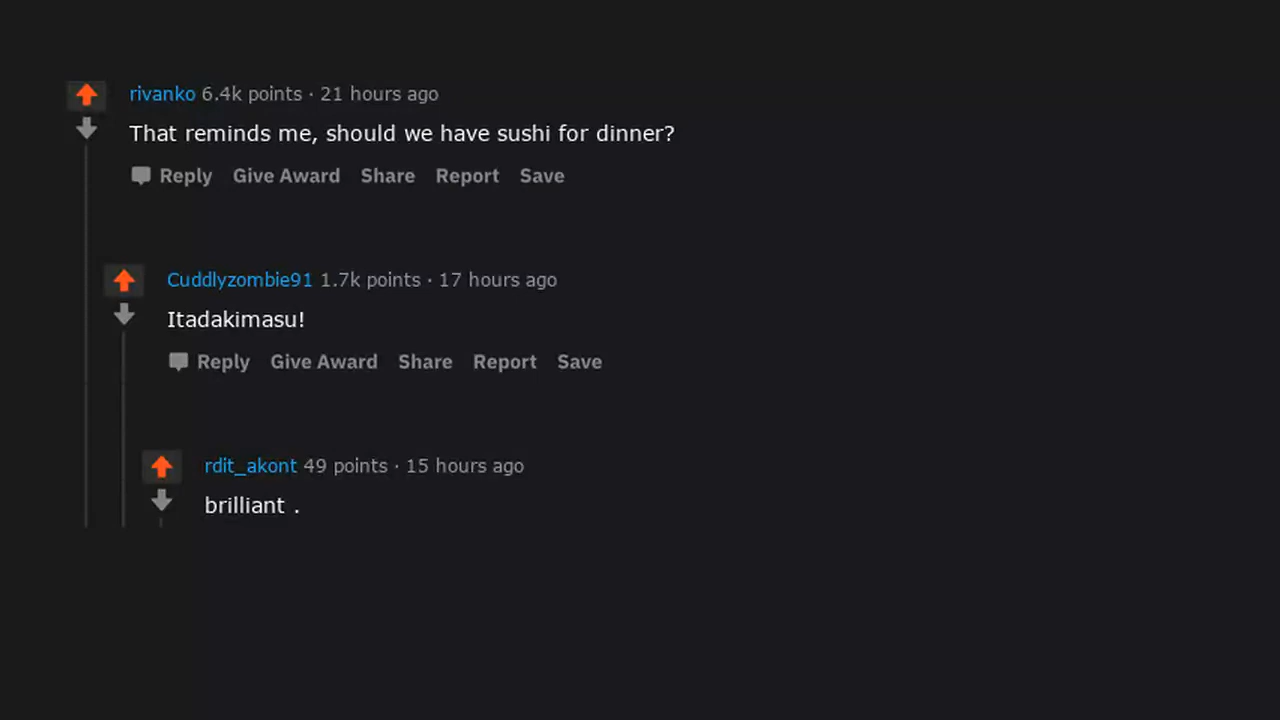 rivanko 6.4k points · 21 hours ago
That reminds me, should we have sushi for dinner?
Reply Give Award Share Report Save
Cuddlyzombie91 1.7k points · 17 hours ago
Itadakimasu!
Reply Give Award Share Report Save
rdit_akont 49 points · 15 hours ago
brilliant .